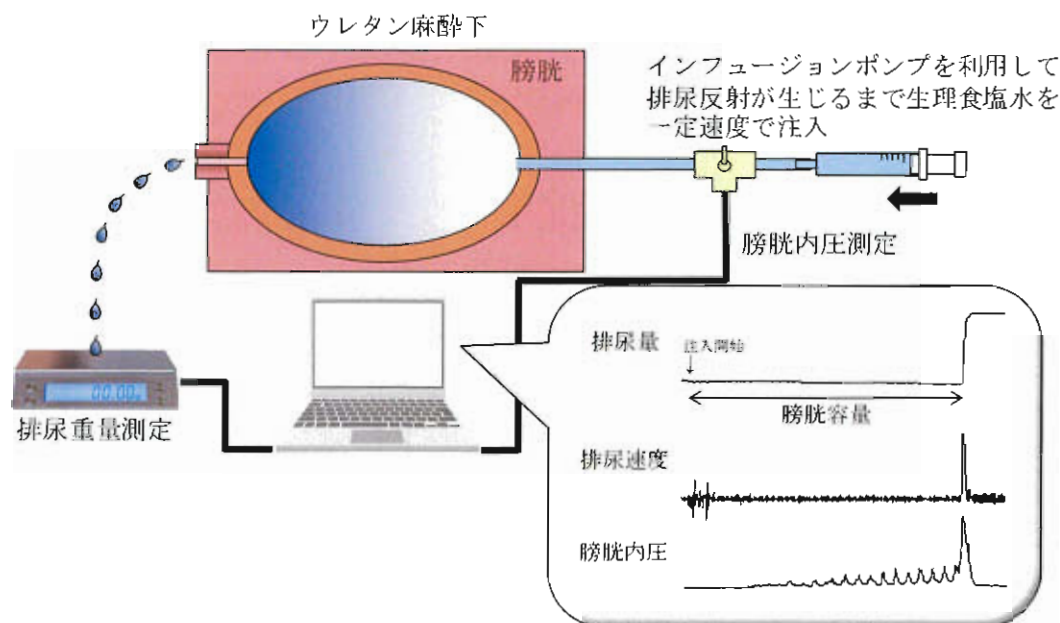 ウレタン麻酔下
膀胱
インフュージョンポンプを利用して
排尿反射が生じるまで生理食塩水を
一定速度で注入
膀胱内圧測定
排尿量
注入開始
膀胱容量
排尿速度
膀胱内圧
00.00
排尿重量測定